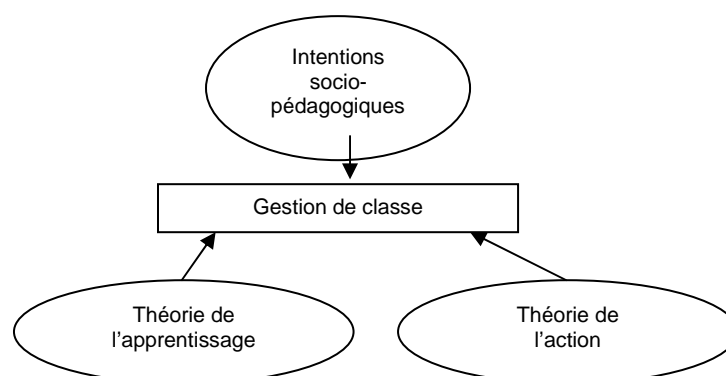 Intentions
socio-
pédagogiques
Gestion de classe
Théorie de
l'apprentissage
Théorie de
l'action